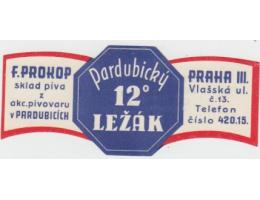 F. PROKOP
sklad piva
z
akc. pivovaru
v PARDUBICÍCH
Pardubický
12°
LEŽÁK
PRAHA III.
Vlašská ul.
č. 13.
Telefon
číslo 420.15.